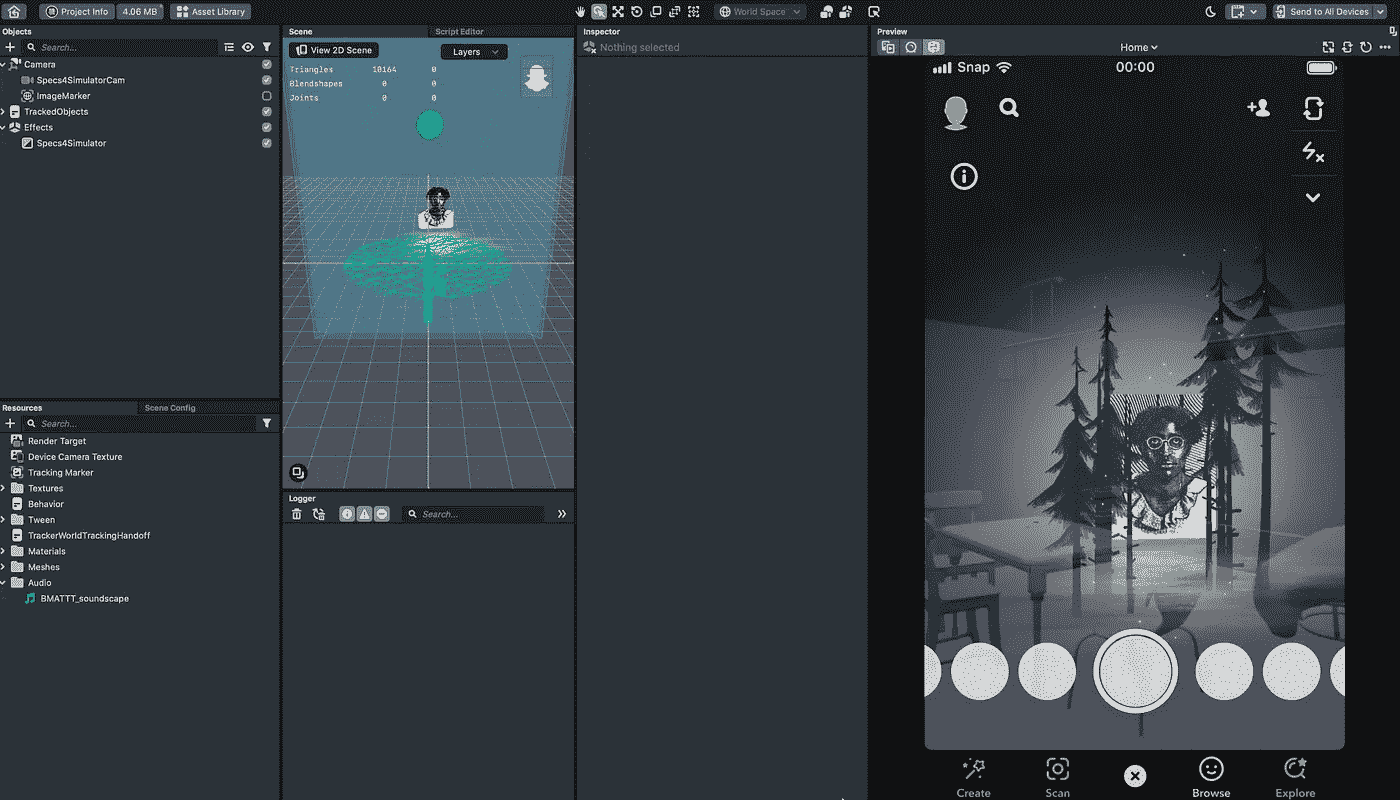 Project Info
4.06 MB
Asset Library
World Space
Send to All Devices
Objects
Search...
Camera
Specs4SimulatorCam
ImageMarker
TrackedObjects
Effects
Specs4Simulator
Resources
Scene Config
Search...
Render Target
Device Camera Texture
Tracking Marker
Textures
Behavior
Tween
TrackerWorldTrackingHandoff
Materials
Meshes
Audio
BMATTT_soundscape
Scene
Script Editor
View 2D Scene
Layers
Triangles 10164 0
Blendshapes 0 0
Joints 0 0
Logger
Search...
Inspector
Nothing selected
Preview
Home
Snap
00:00
Create
Scan
Browse
Explore